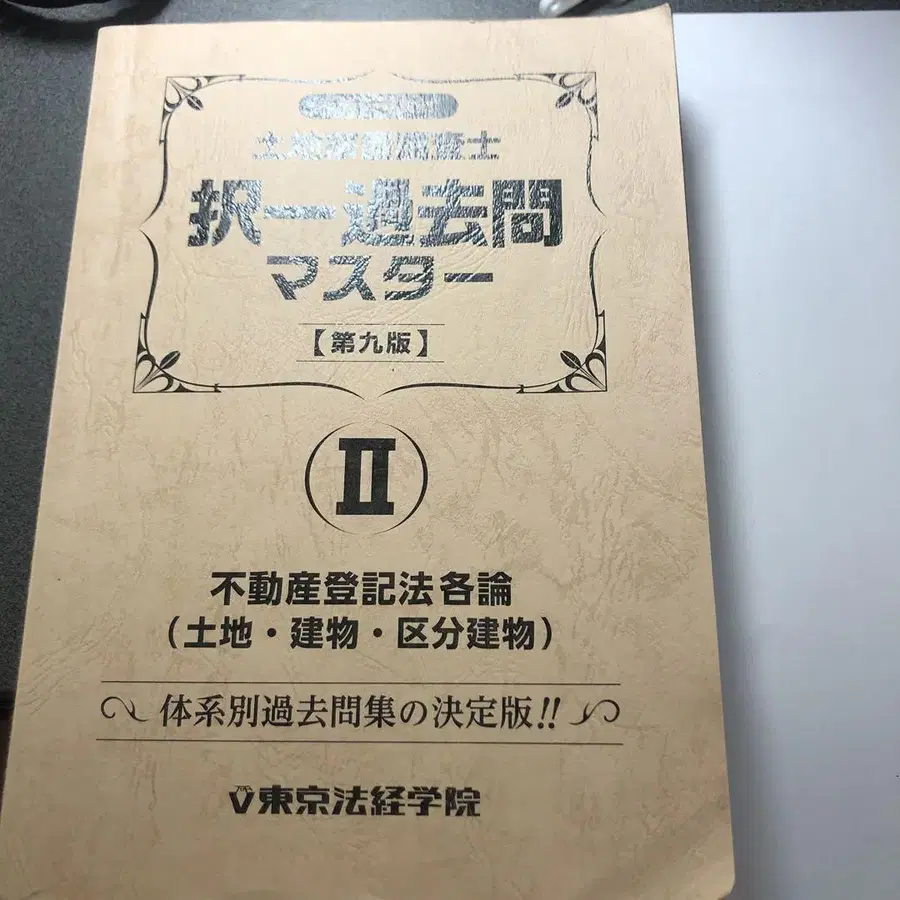 土地家屋調査士
択一過去問
マスター
【第九版】
Ⅱ
不動産登記法各論
（土地・建物・区分建物）
体系別過去問集の決定版!!
東京法経学院